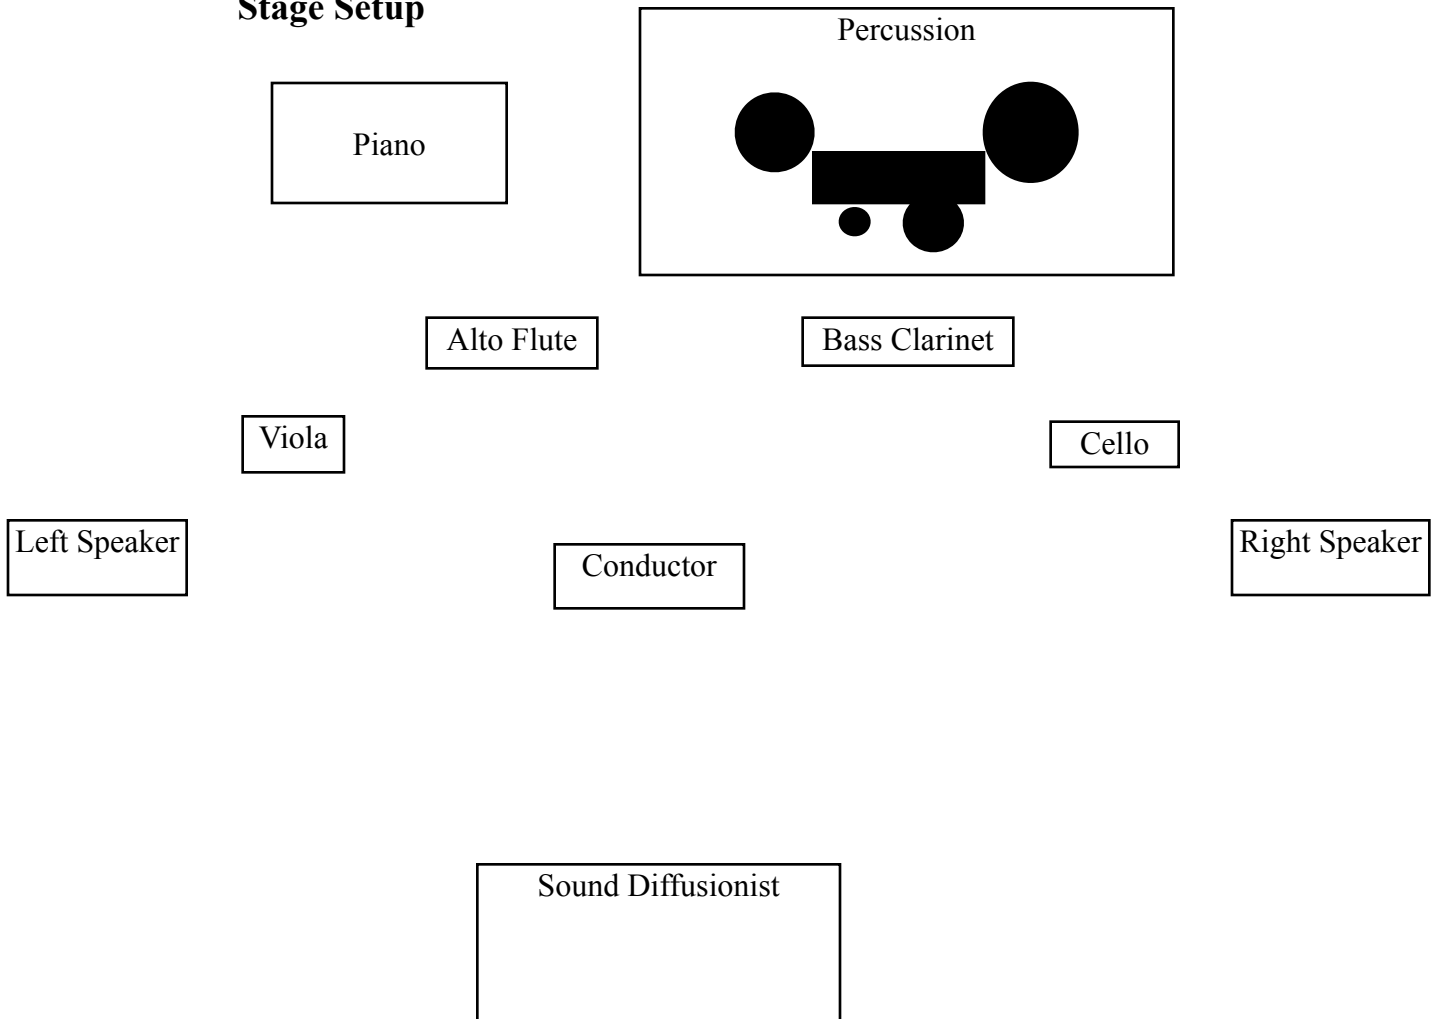 Stage Setup
Percussion
Piano
Alto Flute
Bass Clarinet
Viola
Cello
Left Speaker
Conductor
Right Speaker
Sound Diffusionist